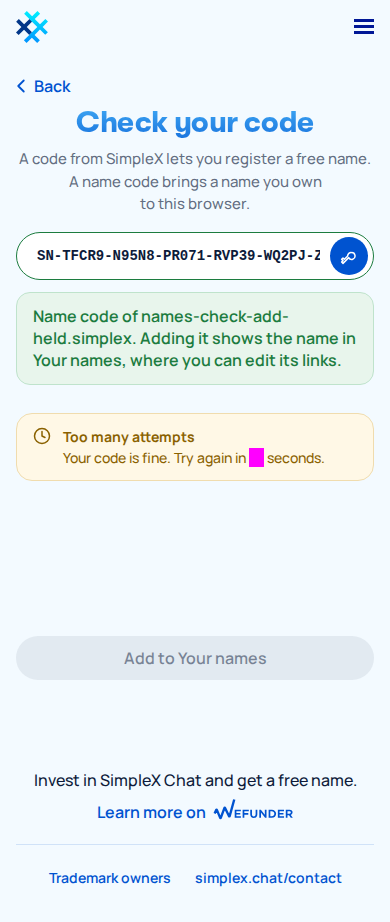 Back
Check your code
A code from SimpleX lets you register a free name.
A name code brings a name you own
to this browser.
SN-TFCR9-N95N8-PR071-RVP39-WQ2PJ-
Name code of names-check-add-
held.simplex. Adding it shows the name in
Your names, where you can edit its links.
Too many attempts
Your code is fine. Try again in seconds.
Add to Your names
Invest in SimpleX Chat and get a free name.
Learn more on WEFUNDER
Trademark owners simplex.chat/contact